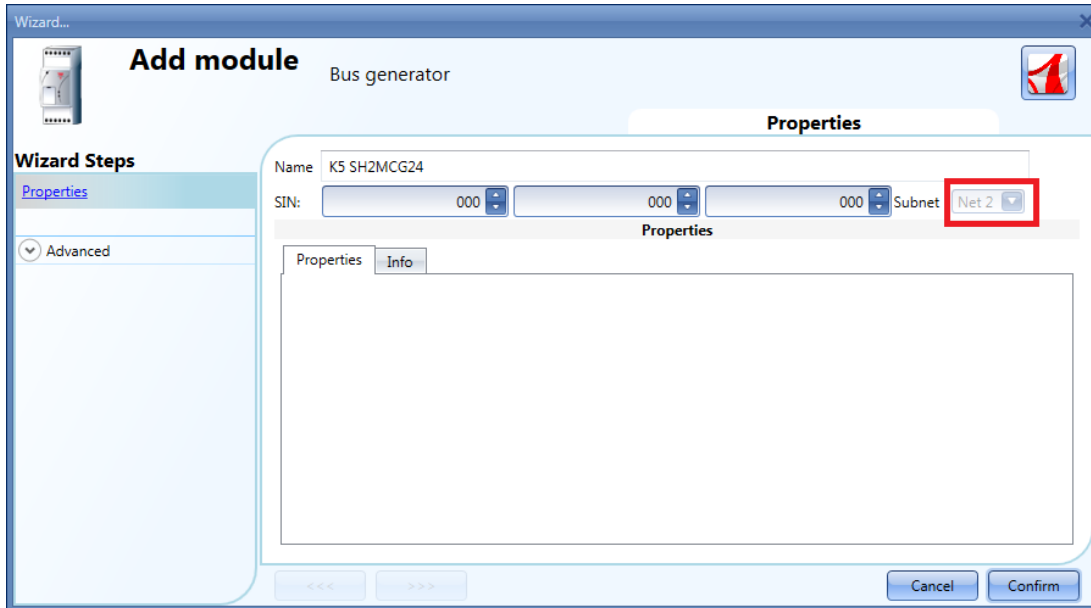 Wizard...
Add module
Bus generator
Properties
Wizard Steps
Properties
Advanced
Name K5 SH2MCG24
SIN: 000 000 000 Subnet Net 2
Properties
Properties Info
<<< >>> Cancel Confirm